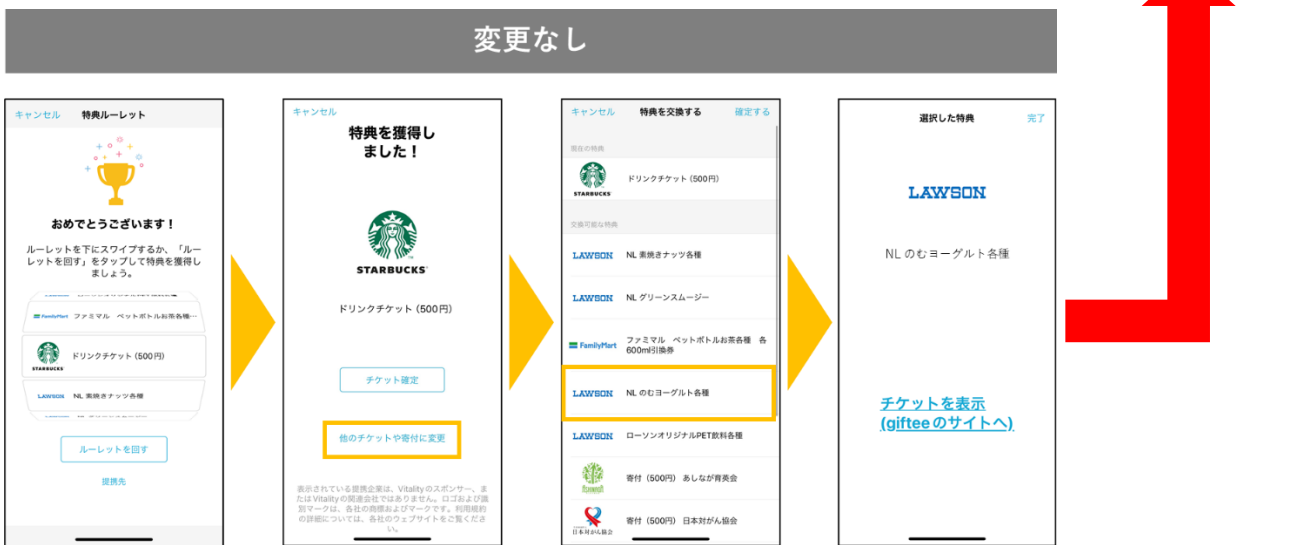 変更なし
キャンセル 特典ルーレット
おめでとうございます！
ルーレットを下にスワイプするか、「ルー
レットを回す」をタップして特典を獲得し
ましょう。
FamilyMart ファミマル ペットボトルお茶各種…
STARBUCKS
ドリンクチケット（500円）
LAWSON NL 素焼きナッツ各種
ルーレットを回す
提携先
キャンセル
特典を獲得し
ました！
STARBUCKS
ドリンクチケット（500円）
チケット確定
他のチケットや寄付に変更
表示されている提携企業は、Vitalityのスポンサー、ま
たはVitalityの関連会社ではありません。ロゴおよび識
別マークは、各社の商標およびマークです。利用規約
の詳細については、各社のウェブサイトをご覧くださ
い。
キャンセル 特典を交換する 確定する
現在の特典
STARBUCKS
ドリンクチケット（500円）
交換可能な特典
LAWSON NL 素焼きナッツ各種
LAWSON NL グリーンスムージー
FamilyMart ファミマル ペットボトルお茶各種 各
600ml引換券
LAWSON NL のむヨーグルト各種
LAWSON ローソンオリジナルPET飲料各種
寄付（500円） あしなが育英会
寄付（500円） 日本対がん協会
日本対がん協会
選択した特典 完了
LAWSON
NL のむヨーグルト各種
チケットを表示
(gifteeのサイトへ)